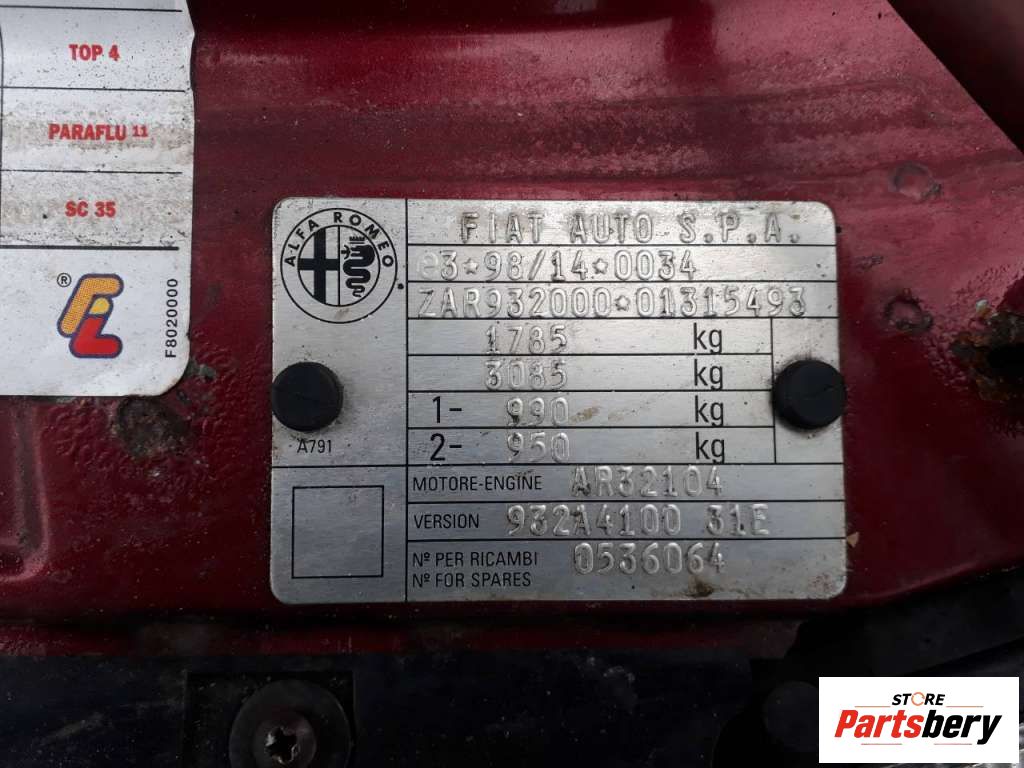 TOP 4
PARAFLU 11
SC 35
®
FL
F8020000
ALFA ROMEO
A791
FIAT AUTO S.P.A.
e3*98/14*0034
ZAR932000*01315493
1785 kg
3085 kg
1- 990 kg
2- 950 kg
MOTORE-ENGINE AR32104
VERSION 932A4100 31E
Nº PER RICAMBI 0536064
Nº FOR SPARES
STORE
Partsbery